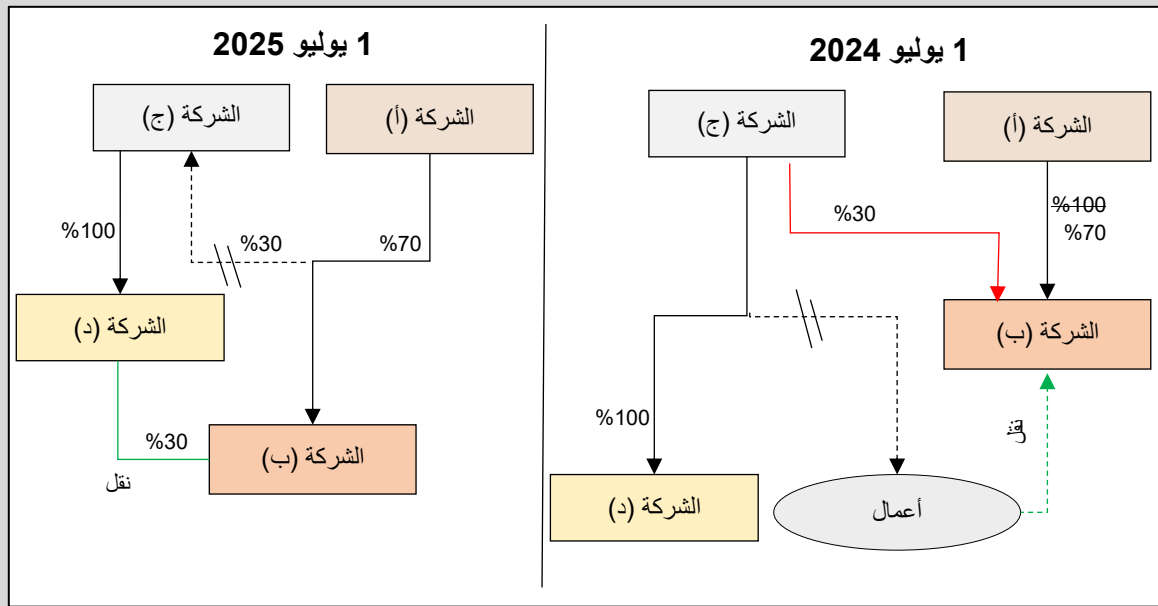 1 يوليو 2024
الشركة (أ)
الشركة (ج)
%100
%70
%30
الشركة (ب)
نقل
%100
الشركة (د)
أعمال
1 يوليو 2025
الشركة (أ)
الشركة (ج)
%70
%30
%100
الشركة (د)
%30
الشركة (ب)
نقل